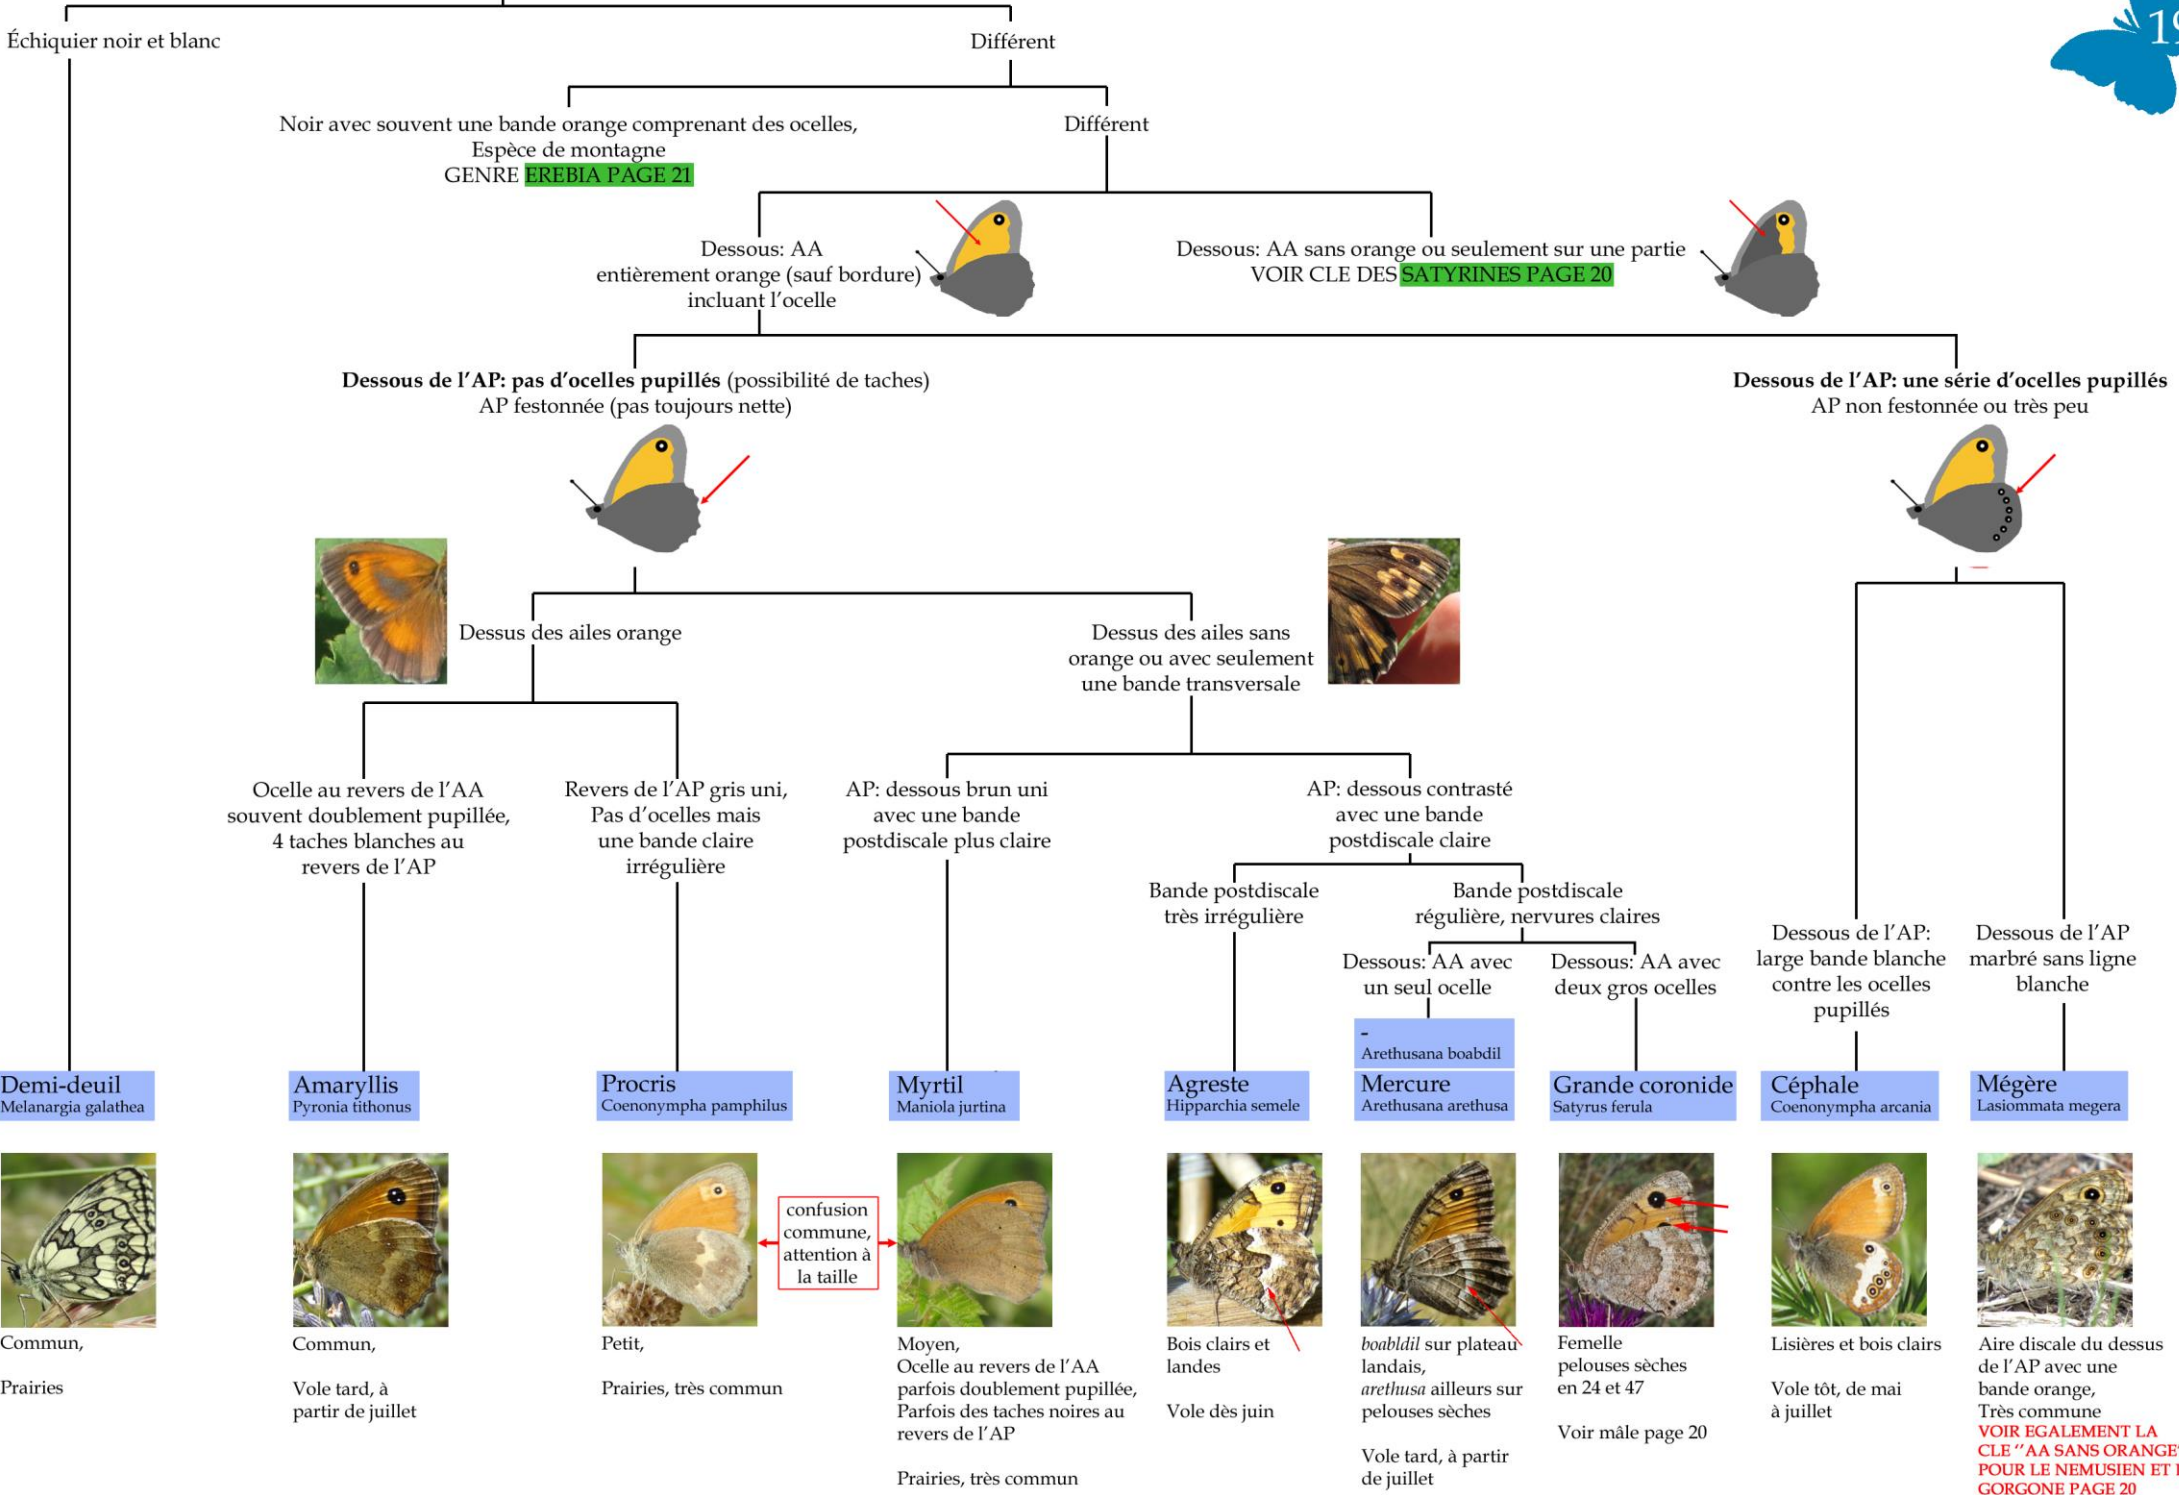 19
Échiquier noir et blanc
Différent
Noir avec souvent une bande orange comprenant des ocelles,
Espèce de montagne
GENRE EREBIA PAGE 21
Différent
Dessous: AA
entièrement orange (sauf bordure)
incluant l'ocelle
Dessous: AA sans orange ou seulement sur une partie
VOIR CLE DES SATYRINES PAGE 20
Dessous de l'AP: pas d'ocelles pupillés (possibilité de taches)
AP festonnée (pas toujours nette)
Dessous de l'AP: une série d'ocelles pupillés
AP non festonnée ou très peu
Dessus des ailes orange
Dessus des ailes sans
orange ou avec seulement
une bande transversale
Ocelle au revers de l'AA
souvent doublement pupillée,
4 taches blanches au
revers de l'AP
Revers de l'AP gris uni,
Pas d'ocelles mais
une bande claire
irrégulière
AP: dessous brun uni
avec une bande
postdiscale plus claire
AP: dessous contrasté
avec une bande
postdiscale claire
Bande postdiscale
très irrégulière
Bande postdiscale
régulière, nervures claires
Dessous: AA avec
un seul ocelle
Dessous: AA avec
deux gros ocelles
Dessous de l'AP:
large bande blanche
contre les ocelles
pupillés
Dessous de l'AP
marbré sans ligne
blanche
Demi-deuil
Melanargia galathea
Amaryllis
Pyronia tithonus
Procris
Coenonympha pamphilus
Myrtil
Maniola jurtina
Agreste
Hipparchia semele
-
Arethusana boabdil
Mercure
Arethusana arethusa
Grande coronide
Satyrus ferula
Céphale
Coenonympha arcania
Mégère
Lasiommata megera
confusion
commune,
attention à
la taille
Commun,
Prairies
Commun,
Vole tard, à
partir de juillet
Petit,
Prairies, très commun
Moyen,
Ocelle au revers de l'AA
parfois doublement pupillée,
Parfois des taches noires au
revers de l'AP
Prairies, très commun
Bois clairs et
landes
Vole dès juin
boabldil sur plateau
landais,
arethusa ailleurs sur
pelouses sèches
Vole tard, à partir
de juillet
Femelle
pelouses sèches
en 24 et 47
Voir mâle page 20
Lisières et bois clairs
Vole tôt, de mai
à juillet
Aire discale du dessus
de l'AP avec une
bande orange,
Très commune
VOIR EGALEMENT LA
CLE ''AA SANS ORANGE'
POUR LE NEMUSIEN ET
GORGONE PAGE 20